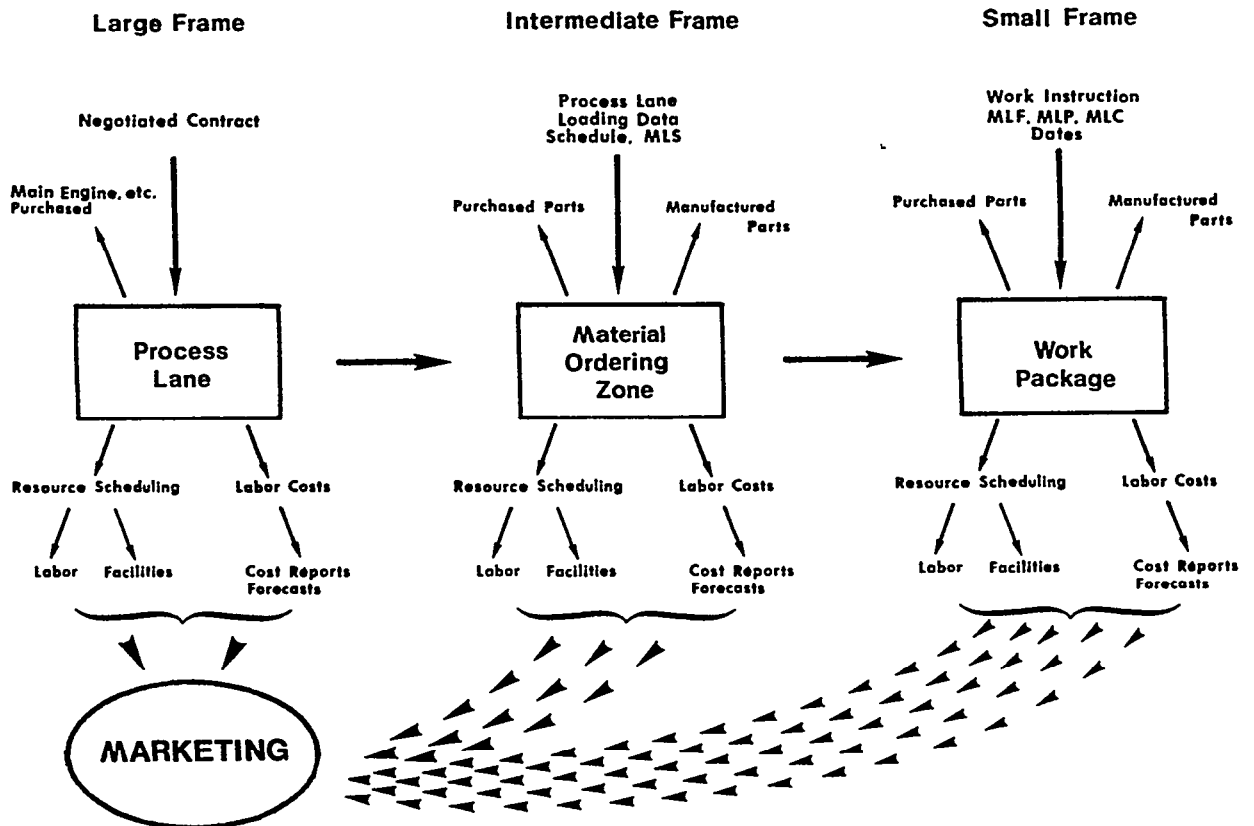 Large Frame
Intermediate Frame
Small Frame
Negotiated Contract
Process Lane
Loading Data
Schedule, MLS
Work Instruction
MLF, MLP, MLC
Dates
Main Engine, etc.
Purchased
Purchased Parts
Manufactured
Parts
Purchased Parts
Manufactured
Parts
Process
Lane
Material
Ordering
Zone
Work
Package
Resource Scheduling
Labor Costs
Resource Scheduling
Labor Costs
Resource Scheduling
Labor Costs
Labor
Facilities
Cost Reports
Forecasts
Labor
Facilities
Cost Reports
Forecasts
Labor
Facilities
Cost Reports
Forecasts
MARKETING